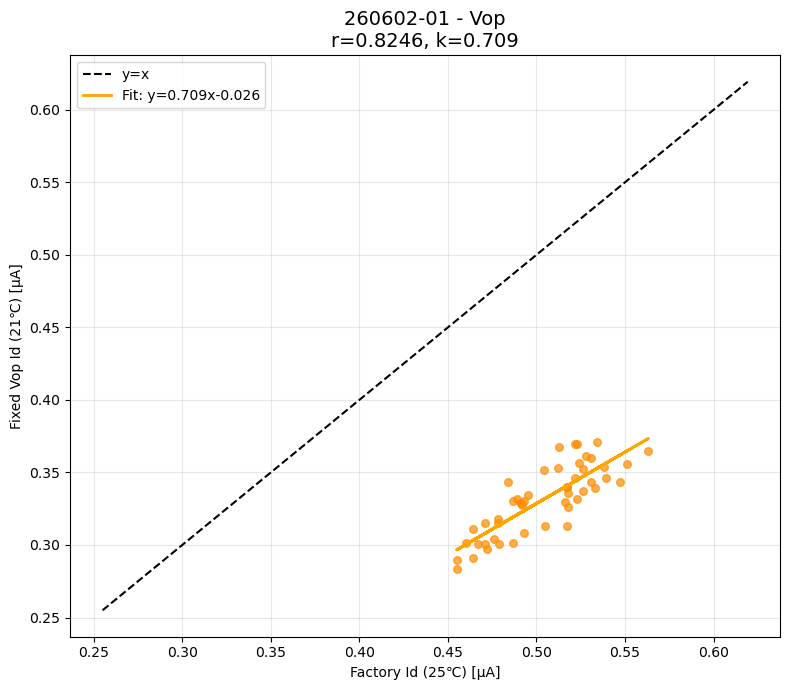 260602-01 - Vop
r=0.8246, k=0.709
y=x
Fit: y=0.709x-0.026
0.60
0.55
0.50
0.45
0.40
0.35
0.30
0.25
Fixed Vop Id (21℃) [μA]
0.25 0.30 0.35 0.40 0.45 0.50 0.55 0.60
Factory Id (25℃) [μA]